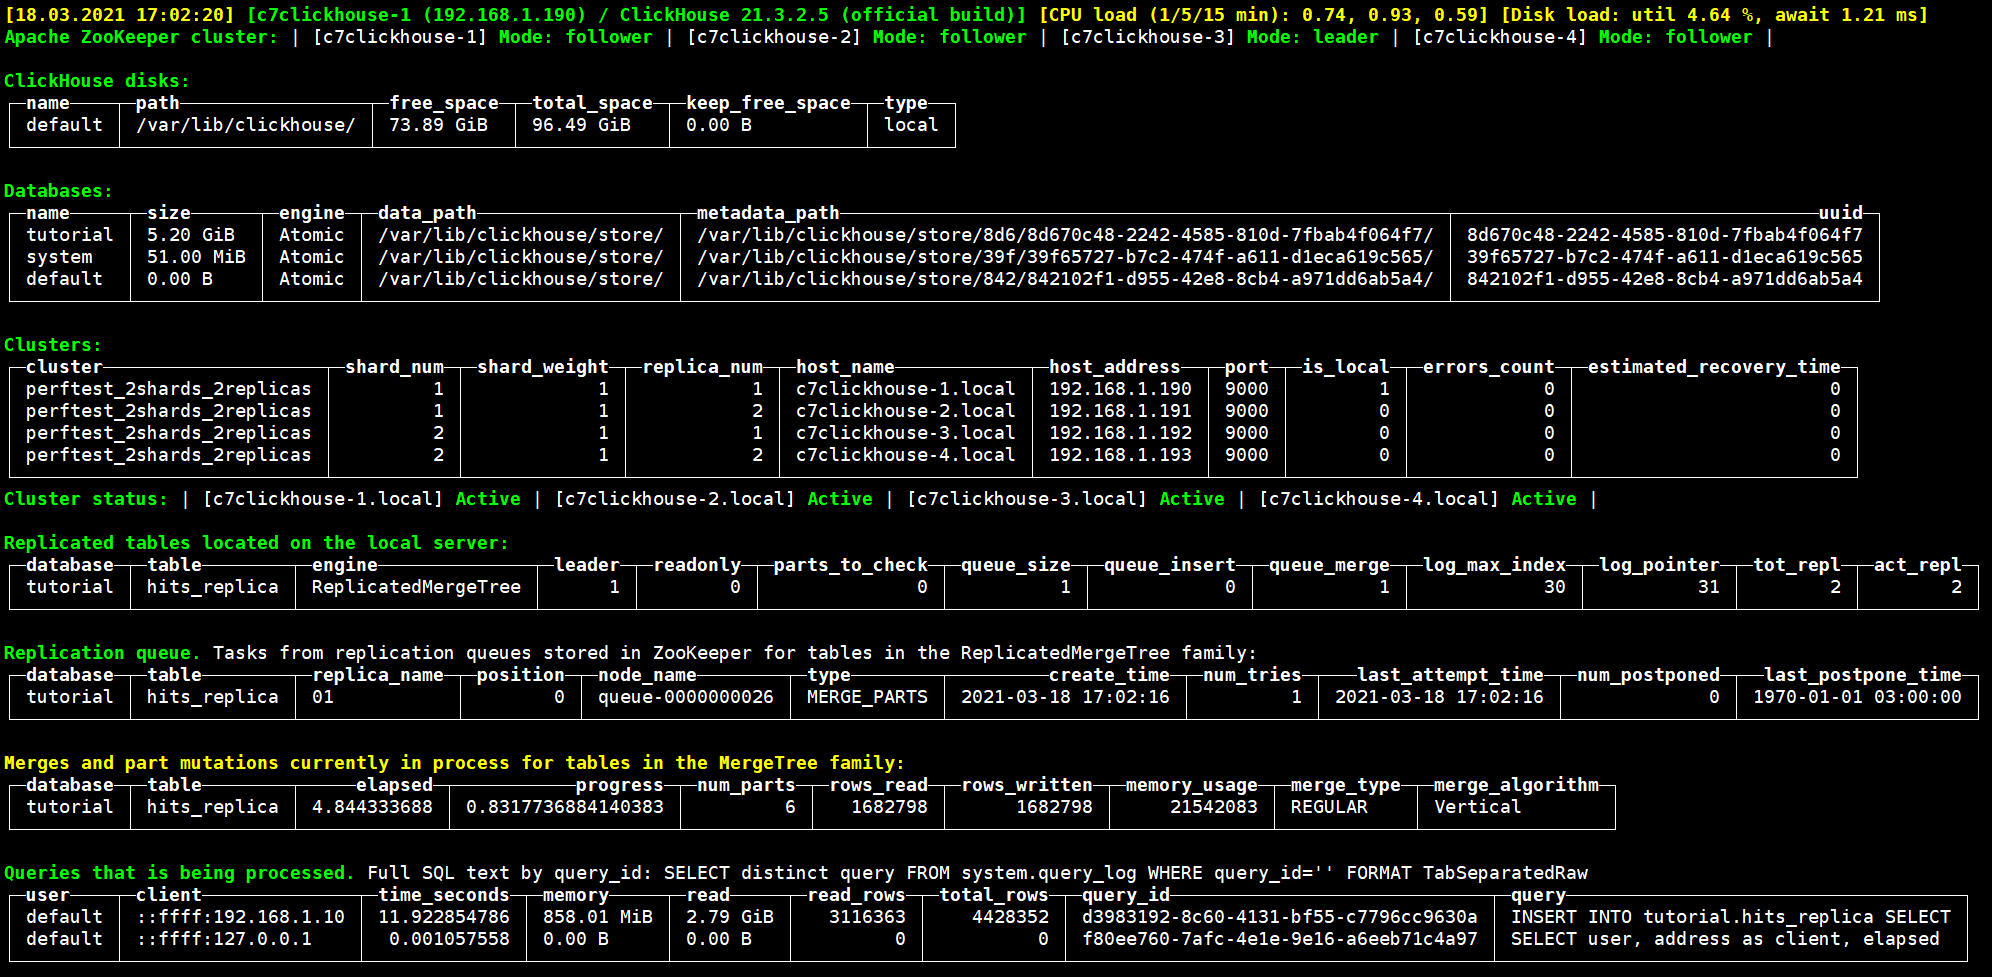 [18.03.2021 17:02:20] [c7clickhouse-1 (192.168.1.190) / ClickHouse 21.3.2.5 (official build)] [CPU load (1/5/15 min): 0.74, 0.93, 0.59] [Disk load: util 4.64 %, await 1.21 ms]
Apache ZooKeeper cluster: | [c7clickhouse-1] Mode: follower | [c7clickhouse-2] Mode: follower | [c7clickhouse-3] Mode: leader | [c7clickhouse-4] Mode: follower |
ClickHouse disks:
name path free_space total_space keep_free_space type
default /var/lib/clickhouse/ 73.89 GiB 96.49 GiB 0.00 B local
Databases:
name size engine data_path metadata_path uuid
tutorial 5.20 GiB Atomic /var/lib/clickhouse/store/ /var/lib/clickhouse/store/8d6/8d670c48-2242-4585-810d-7fbab4f064f7/ 8d670c48-2242-4585-810d-7fbab4f064f7
system 51.00 MiB Atomic /var/lib/clickhouse/store/ /var/lib/clickhouse/store/39f/39f65727-b7c2-474f-a611-d1eca619c565/ 39f65727-b7c2-474f-a611-d1eca619c565
default 0.00 B Atomic /var/lib/clickhouse/store/ /var/lib/clickhouse/store/842/842102f1-d955-42e8-8cb4-a971dd6ab5a4/ 842102f1-d955-42e8-8cb4-a971dd6ab5a4
Clusters:
cluster shard_num shard_weight replica_num host_name host_address port is_local errors_count estimated_recovery_time
perftest_2shards_2replicas 1 1 1 c7clickhouse-1.local 192.168.1.190 9000 1 0 0
perftest_2shards_2replicas 1 1 2 c7clickhouse-2.local 192.168.1.191 9000 0 0 0
perftest_2shards_2replicas 2 1 1 c7clickhouse-3.local 192.168.1.192 9000 0 0 0
perftest_2shards_2replicas 2 1 2 c7clickhouse-4.local 192.168.1.193 9000 0 0 0
Cluster status: | [c7clickhouse-1.local] Active | [c7clickhouse-2.local] Active | [c7clickhouse-3.local] Active | [c7clickhouse-4.local] Active |
Replicated tables located on the local server:
database table engine leader readonly parts_to_check queue_size queue_insert queue_merge log_max_index log_pointer tot_repl act_repl
tutorial hits_replica ReplicatedMergeTree 1 0 0 1 0 1 30 31 2 2
Replication queue. Tasks from replication queues stored in ZooKeeper for tables in the ReplicatedMergeTree family:
database table replica_name position node_name type create_time num_tries last_attempt_time num_postponed last_postpone_time
tutorial hits_replica 01 0 queue-0000000026 MERGE_PARTS 2021-03-18 17:02:16 1 2021-03-18 17:02:16 0 1970-01-01 03:00:00
Merges and part mutations currently in process for tables in the MergeTree family:
database table elapsed progress num_parts rows_read rows_written memory_usage merge_type merge_algorithm
tutorial hits_replica 4.844333688 0.8317736884140383 6 1682798 1682798 21542083 REGULAR Vertical
Queries that is being processed. Full SQL text by query_id: SELECT distinct query FROM system.query_log WHERE query_id='' FORMAT TabSeparatedRaw
user client time_seconds memory read read_rows total_rows query_id query
default ::ffff:192.168.1.10 11.922854786 858.01 MiB 2.79 GiB 3116363 4428352 d3983192-8c60-4131-bf55-c7796cc9630a INSERT INTO tutorial.hits_replica SELECT
default ::ffff:127.0.0.1 0.001057558 0.00 B 0.00 B 0 0 f80ee760-7afc-4e1e-9e16-a6eeb71c4a97 SELECT user, address as client, elapsed